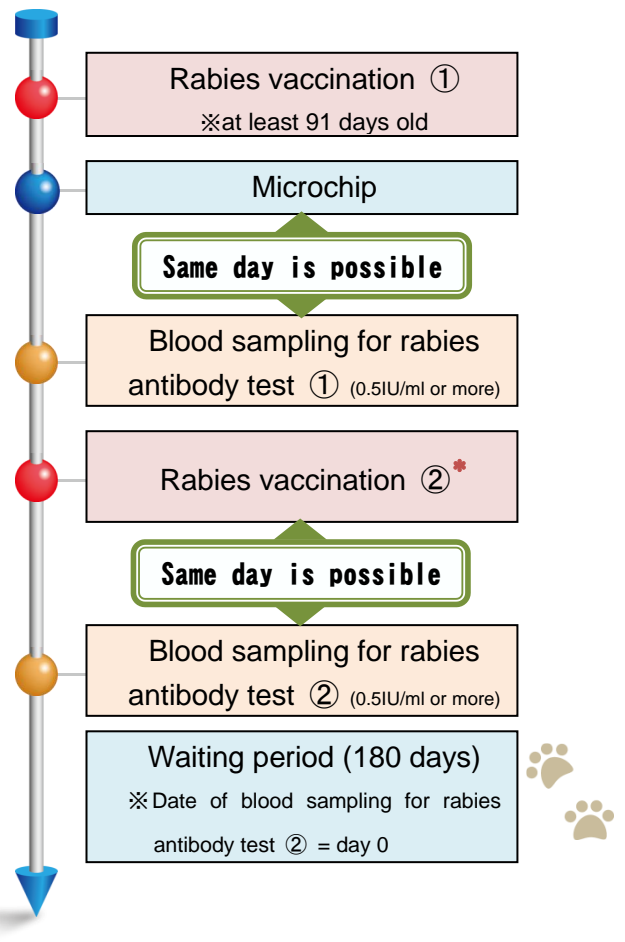 Rabies vaccination ①
※at least 91 days old
Microchip
Same day is possible
Blood sampling for rabies
antibody test ① (0.5IU/ml or more)
Rabies vaccination ②*
Same day is possible
Blood sampling for rabies
antibody test ② (0.5IU/ml or more)
Waiting period (180 days)
※Date of blood sampling for rabies
antibody test ② = day 0